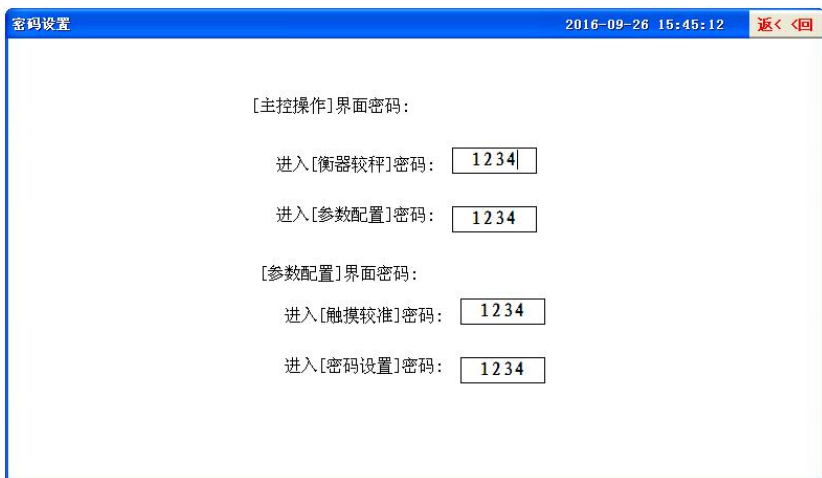 密码设置 2016-09-26 15:45:12 返< <回
[主控操作]界面密码:
进入[衡器较秤]密码: 1234
进入[参数配置]密码: 1234
[参数配置]界面密码:
进入[触摸较准]密码: 1234
进入[密码设置]密码: 1234